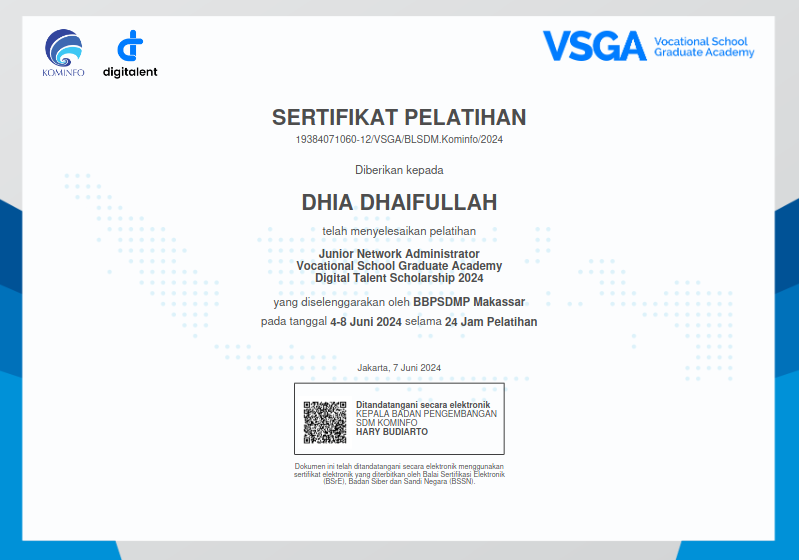 KOMINFO
digitalent
VSGA
Vocational School
Graduate Academy
SERTIFIKAT PELATIHAN
19384071060-12/VSGA/BLSDM.Kominfo/2024
Diberikan kepada
DHIA DHAIFULLAH
telah menyelesaikan pelatihan
Junior Network Administrator
Vocational School Graduate Academy
Digital Talent Scholarship 2024
yang diselenggarakan oleh BBPSDMP Makassar
pada tanggal 4-8 Juni 2024 selama 24 Jam Pelatihan
Jakarta, 7 Juni 2024
Ditandatangani secara elektronik
KEPALA BADAN PENGEMBANGAN
SDM KOMINFO
HARY BUDIARTO
Dokumen ini telah ditandatangani secara elektronik menggunakan
sertifikat elektronik yang diterbitkan oleh Balai Sertifikasi Elektronik
(BSrE), Badan Siber dan Sandi Negara (BSSN).